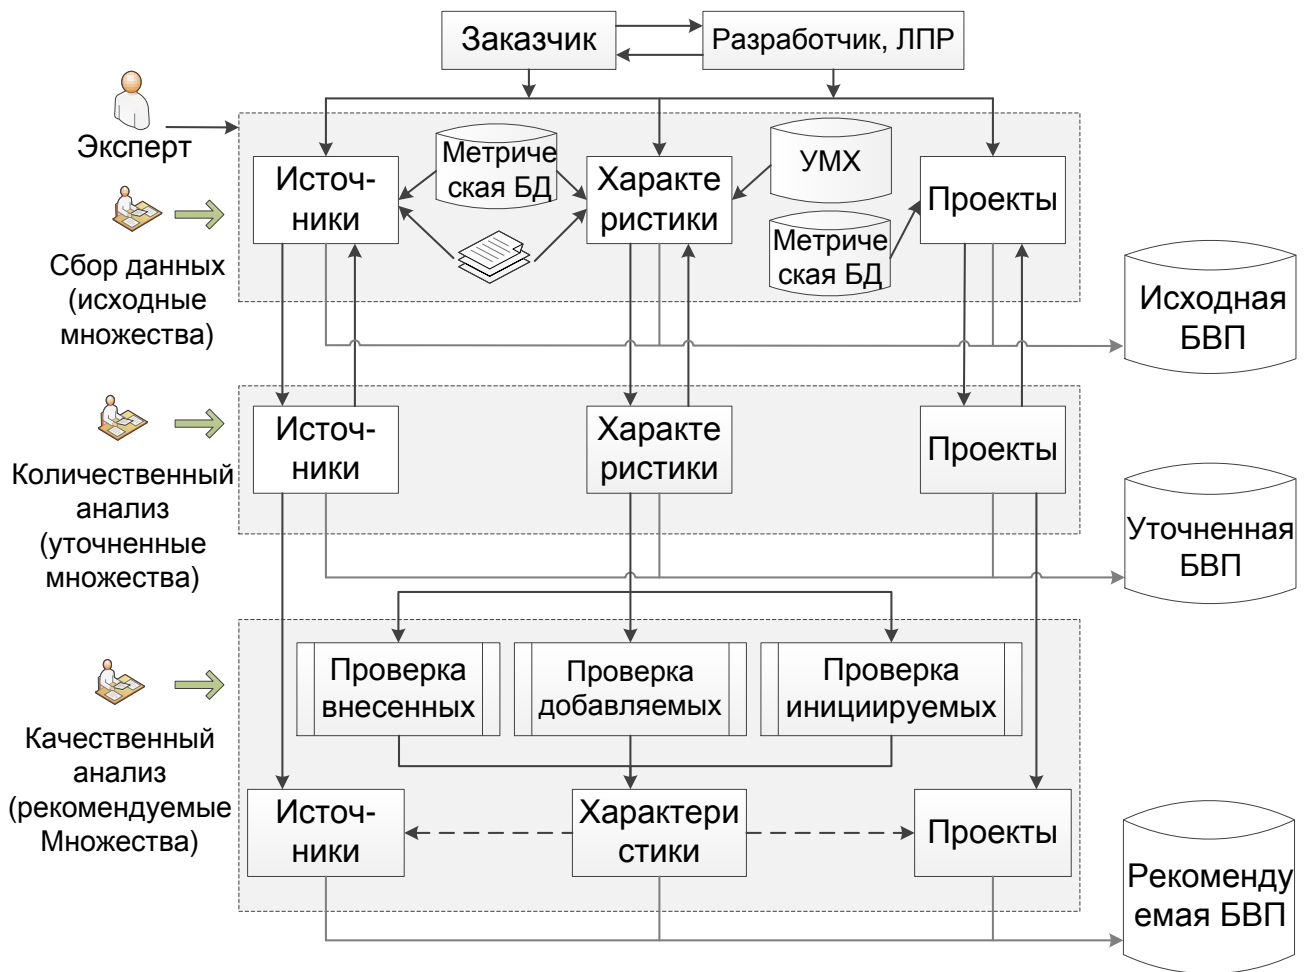 Заказчик
Разработчик, ЛПР
Эксперт
Источ-
ники
Метриче
ская БД
Характе
ристики
УМХ
Метриче
ская БД
Проекты
Сбор данных
(исходные
множества)
Исходная
БВП
Источ-
ники
Характе
ристики
Проекты
Количественный
анализ
(уточненные
множества)
Уточненная
БВП
Проверка
внесенных
Проверка
добавляемых
Проверка
инициируемых
Качественный
анализ
(рекомендуемые
Множества)
Источ-
ники
Характери
стики
Проекты
Рекоменду
емая БВП